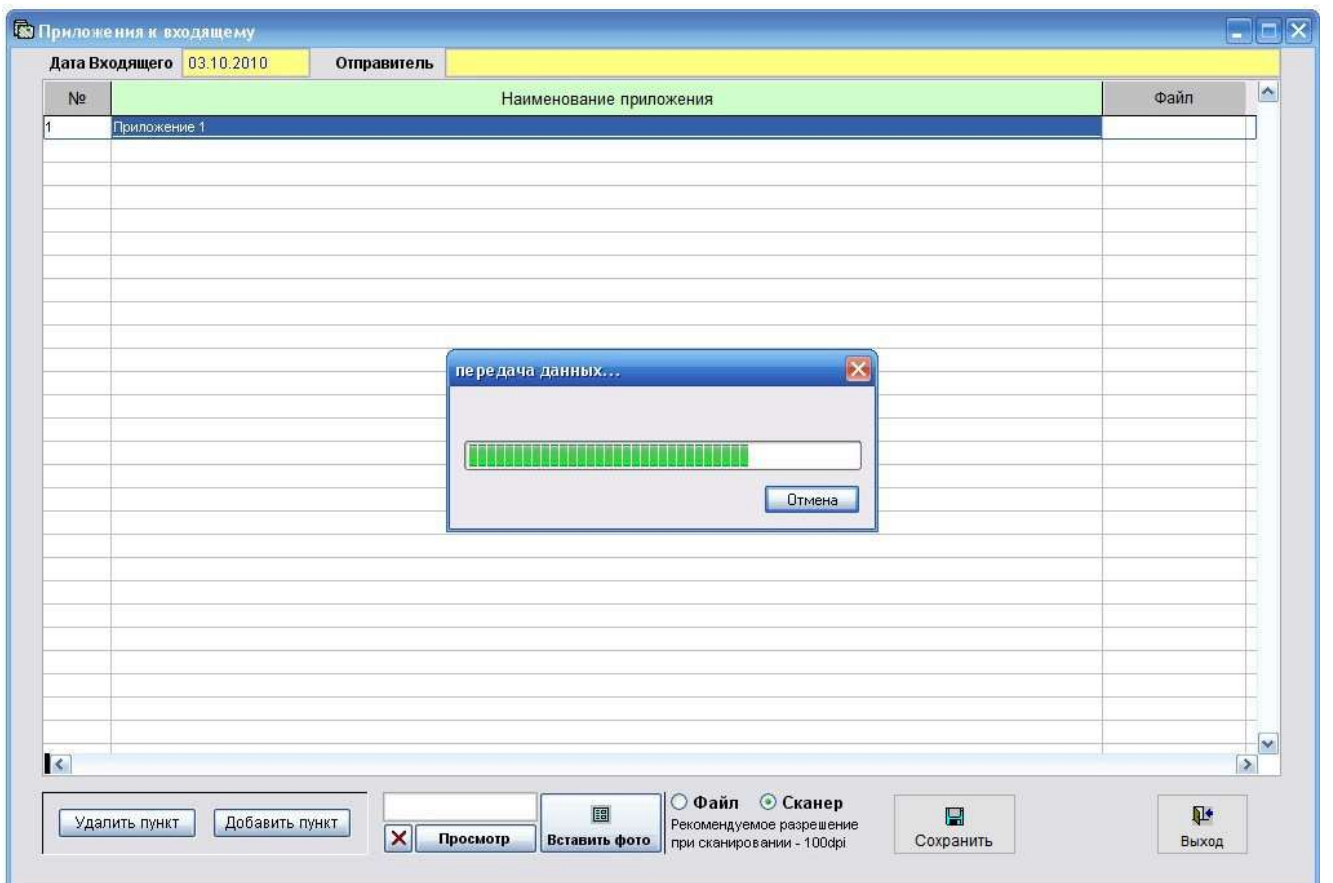 Приложения к входящему
Дата Входящего 03.10.2010 Отправитель
№ Наименование приложения Файл
1 Приложение 1
передача данных...
Отмена
Удалить пункт Добавить пункт
Просмотр
Вставить фото
Файл Сканер
Рекомендуемое разрешение
при сканировании - 100dpi
Сохранить
Выход